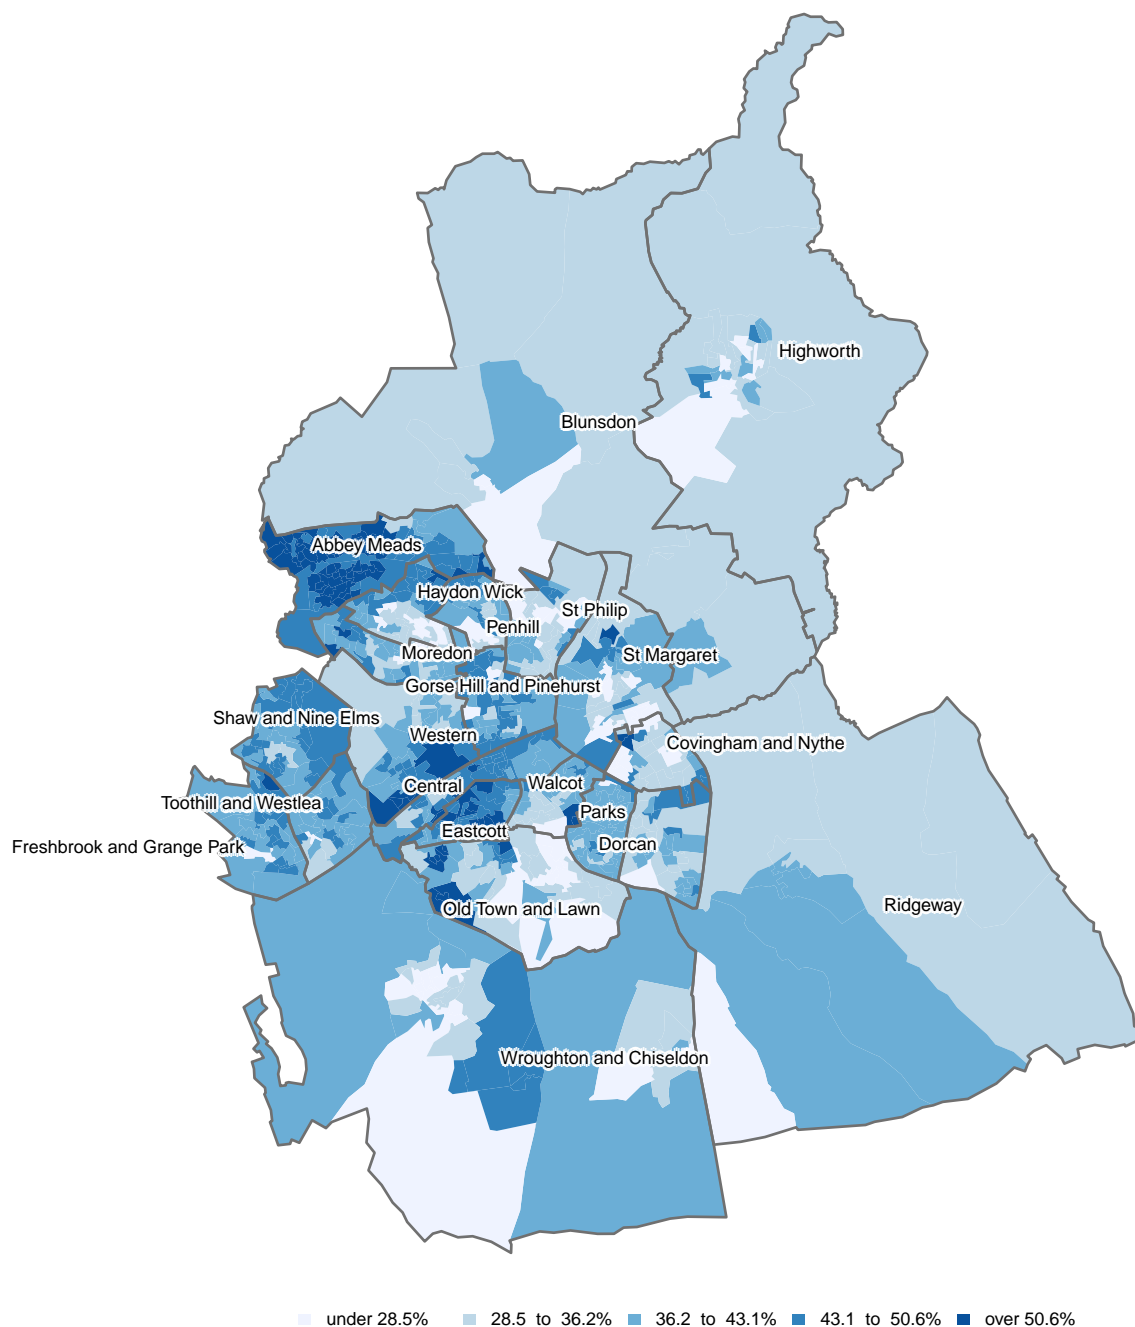 Highworth
Blunsdon
Abbey Meads
Haydon Wick
St Philip
Penhill
Moredon
St Margaret
Gorse Hill and Pinehurst
Shaw and Nine Elms
Western
Covingham and Nythe
Central
Walcot
Toothill and Westlea
Parks
Eastcott
Dorcan
Freshbrook and Grange Park
Ridgeway
Old Town and Lawn
Wroughton and Chiseldon
under 28.5% 28.5 to 36.2% 36.2 to 43.1% 43.1 to 50.6% over 50.6%